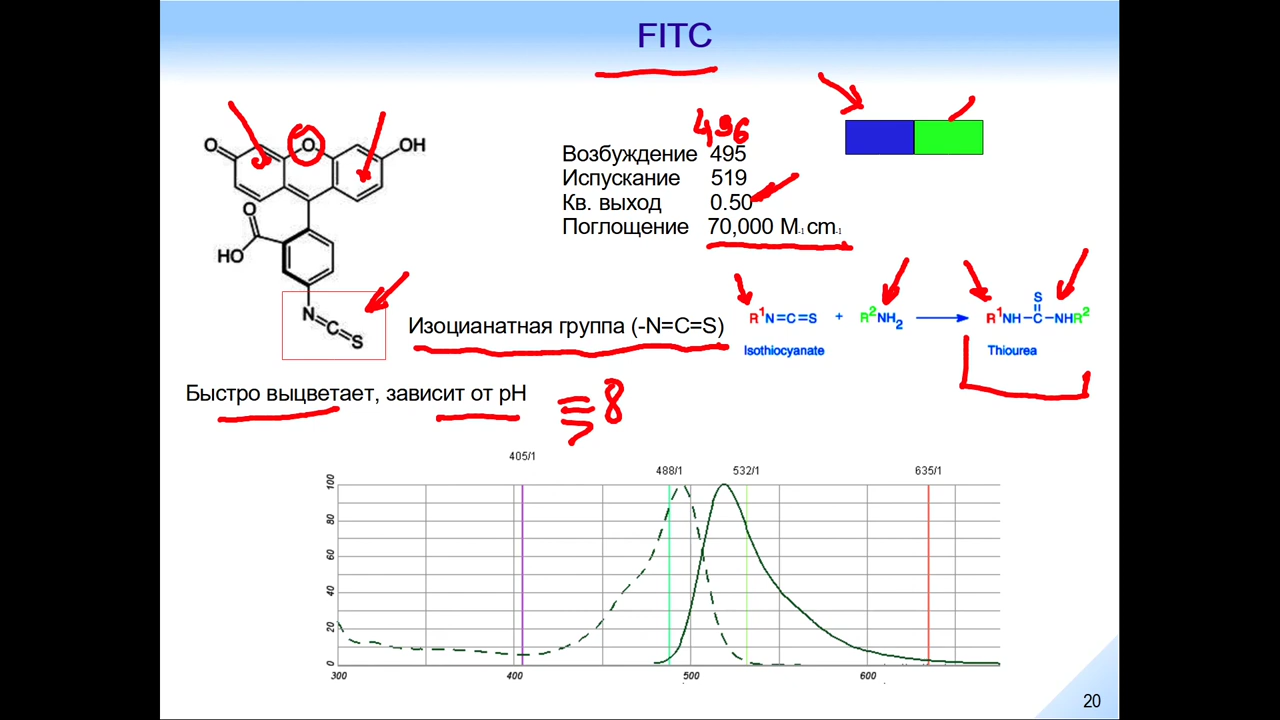 FITC
496
Возбуждение 495
Испускание 519
Кв. выход 0.50
Поглощение 70,000 M-1cm-1
O
O
OH
O
HO
N
C
S
Изоцианатная группа (-N=C=S)
R1N=C=S + R2NH2 → R1NH-C-NHR2
S
Isothiocyanate Thiourea
Быстро выцветает, зависит от pH
≥ 8
405/1 488/1 532/1 635/1
100
80
60
40
20
0
300 400 500 600
20